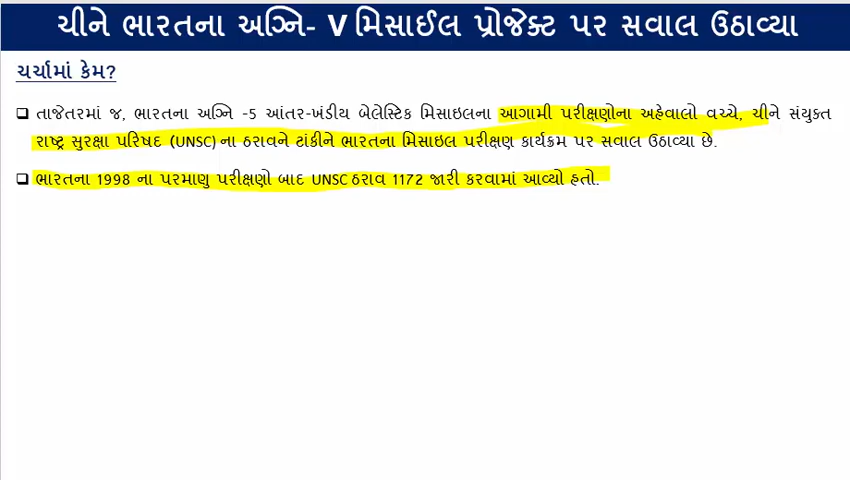 ચીને ભારતના અગ્નિ- V મિસાઈલ પ્રોજેક્ટ પર સવાલ ઉઠાવ્યા
ચર્ચામાં કેમ?
❑ તાજેતરમાં જ, ભારતના અગ્નિ -5 આંતર-ખંડીય બેલેસ્ટિક મિસાઇલના આગામી પરીક્ષણોના અહેવાલો વચ્ચે, ચીને સંયુક્ત
રાષ્ટ્ર સુરક્ષા પરિષદ (UNSC) ના ઠરાવને ટાંકીને ભારતના મિસાઇલ પરીક્ષણ કાર્યક્રમ પર સવાલ ઉઠાવ્યા છે.
❑ ભારતના 1998 ના પરમાણુ પરીક્ષણો બાદ UNSC ઠરાવ 1172 જારી કરવામાં આવ્યો હતો.